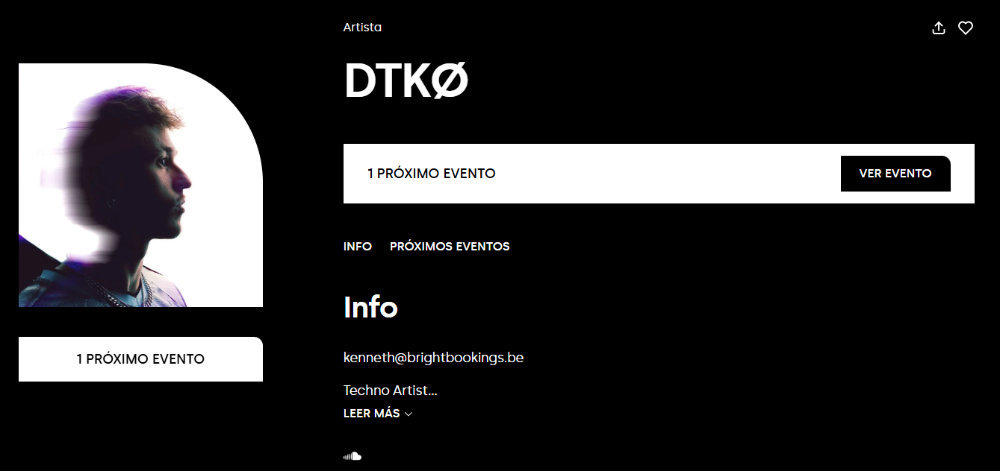 Artista
DTKØ
1 PRÓXIMO EVENTO
VER EVENTO
INFO
PRÓXIMOS EVENTOS
Info
kenneth@brightbookings.be
Techno Artist...
LEER MÁS
1 PRÓXIMO EVENTO